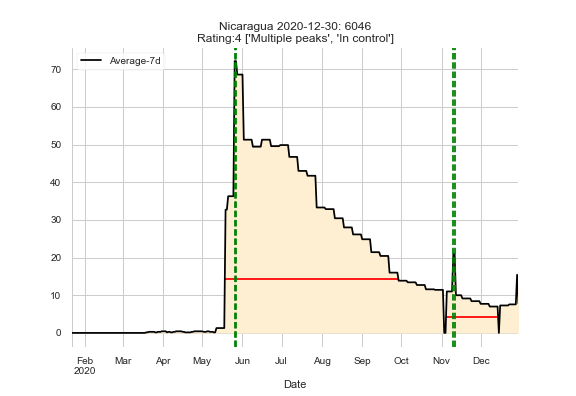 Nicaragua 2020-12-30: 6046
Rating:4 ['Multiple peaks', 'In control']
Average-7d
70
60
50
40
30
20
10
0
Feb Mar Apr May Jun Jul Aug Sep Oct Nov Dec
2020
Date